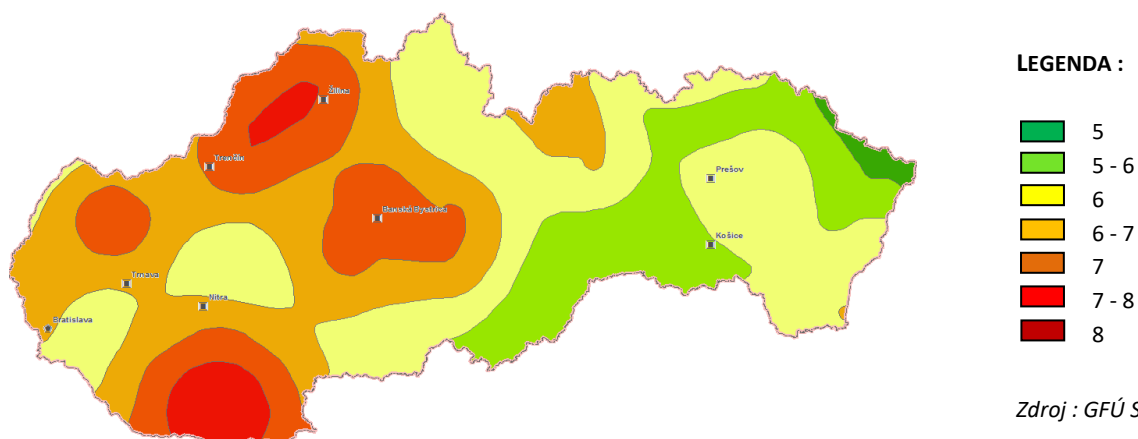 LEGENDA :
Žilina
5
Trenčín
5 - 6
Prešov
6
Banská Bystrica
6 - 7
Košice
7
Trnava
7 - 8
Nitra
Bratislava
8
Zdroj : GFÚ S